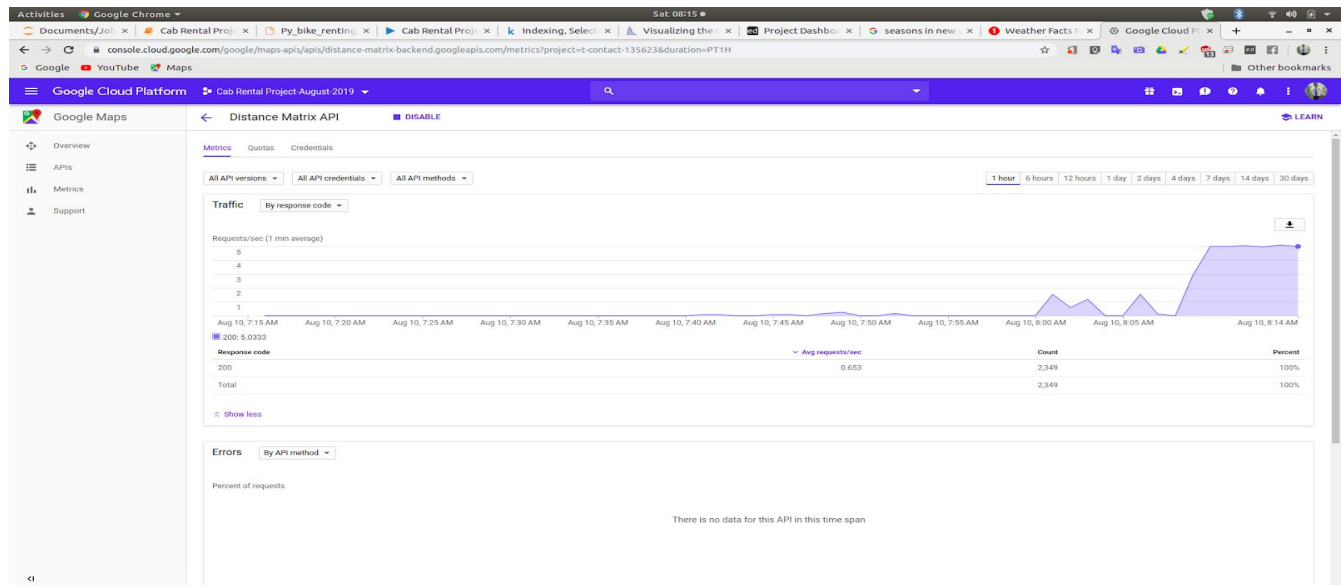 Activities Google Chrome Sat 08:15
Documents/Jo Cab Rental Proj Py_bike_renting Cab Rental Proj Indexing, Select Visualizing the Project Dashbo seasons in new Weather Facts Google Cloud P
console.cloud.google.com/google/maps-apis/apis/distance-matrix-backend.googleapis.com/metrics?project=t-contact-135623&duration=PT1H
Google YouTube Maps Other bookmarks
Google Cloud Platform Cab Rental Project-August-2019
Google Maps Distance Matrix API DISABLE LEARN
Overview
APIs
Metrics
Support
Metrics Quotas Credentials
All API versions All API credentials All API methods 1 hour 6 hours 12 hours 1 day 2 days 4 days 7 days 14 days 30 days
Traffic By response code
Requests/sec (1 min average)
5
4
3
2
1
Aug 10, 7:15 AM Aug 10, 7:20 AM Aug 10, 7:25 AM Aug 10, 7:30 AM Aug 10, 7:35 AM Aug 10, 7:40 AM Aug 10, 7:45 AM Aug 10, 7:50 AM Aug 10, 7:55 AM Aug 10, 8:00 AM Aug 10, 8:05 AM Aug 10, 8:14 AM
200: 5.0333
Response code Avg requests/sec Count Percent
200 0.653 2,349 100%
Total 2,349 100%
Show less
Errors By API method
Percent of requests
There is no data for this API in this time span